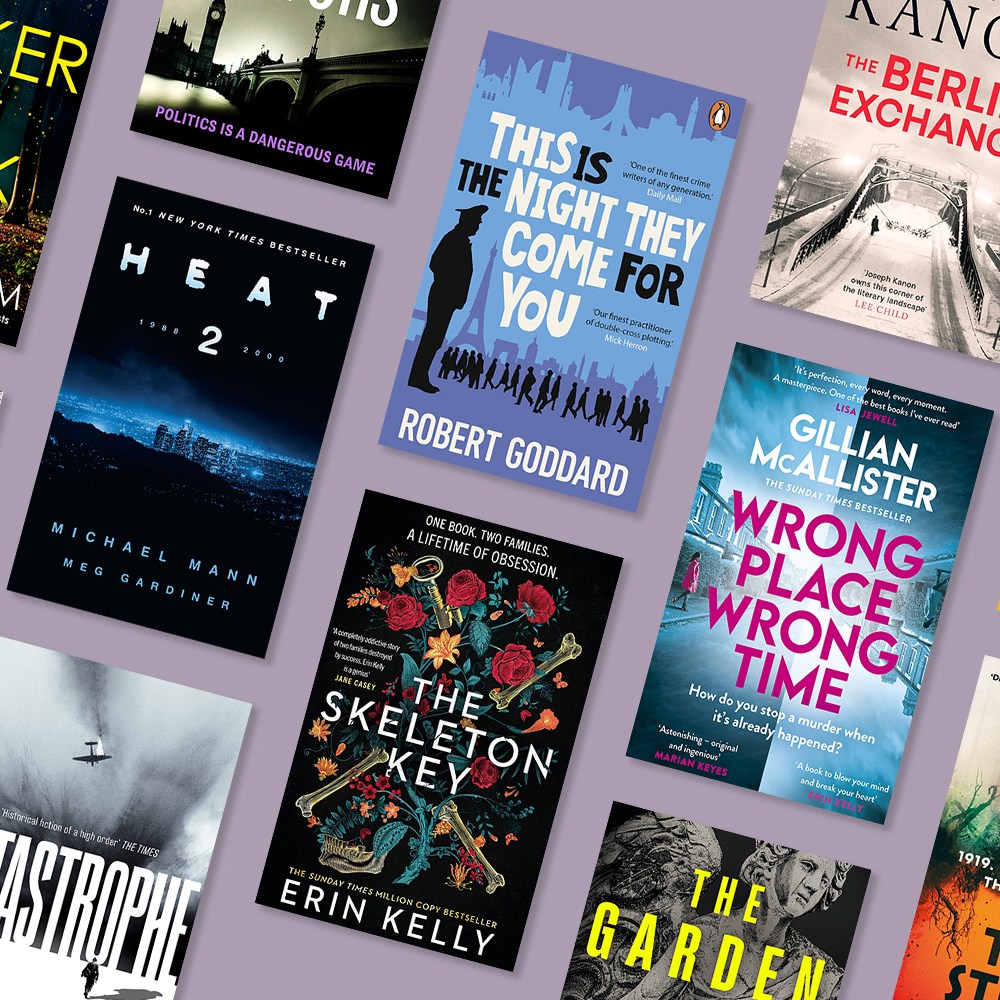 KER
POLITICS IS A DANGEROUS GAME
THIS IS
THE NIGHT THEY
COME FOR
YOU
'One of the finest crime
writers of any generation.'
Daily Mail
'Our finest practitioner
of double-crossing plotting.'
Mick Herron
ROBERT GODDARD
KANO
THE BERLI
EXCHANG
'Joseph Kanon
owns this corner of
the literary landscape'
LEE CHILD
No.1 NEW YORK TIMES BESTSELLER
HEAT
1988 2 2000
MICHAEL MANN
MEG GARDINER
'It's perfection, every word, every moment.
A masterpiece. One of the best books I've ever read'
LISA JEWELL
GILLIAN
McALLISTER
THE SUNDAY TIMES BESTSELLER
WRONG
PLACE
WRONG
TIME
How do you stop a murder when
it's already happened?
'Astonishing – original
and ingenious'
MARIAN KEYES
'A book to blow your mind
and break your heart'
ERIN KELLY
ONE BOOK. TWO FAMILIES.
A LIFETIME OF OBSESSION.
'A completely addictive story
of two families destroyed
by success. Erin Kelly
is a genius'
JANE CASEY
THE
SKELETON
KEY
THE SUNDAY TIMES MILLION COPY BESTSELLER
ERIN KELLY
'Historical fiction of a high order' THE TIMES
TASTROPHE
THE
GARDEN
1919.
TH
T
ST